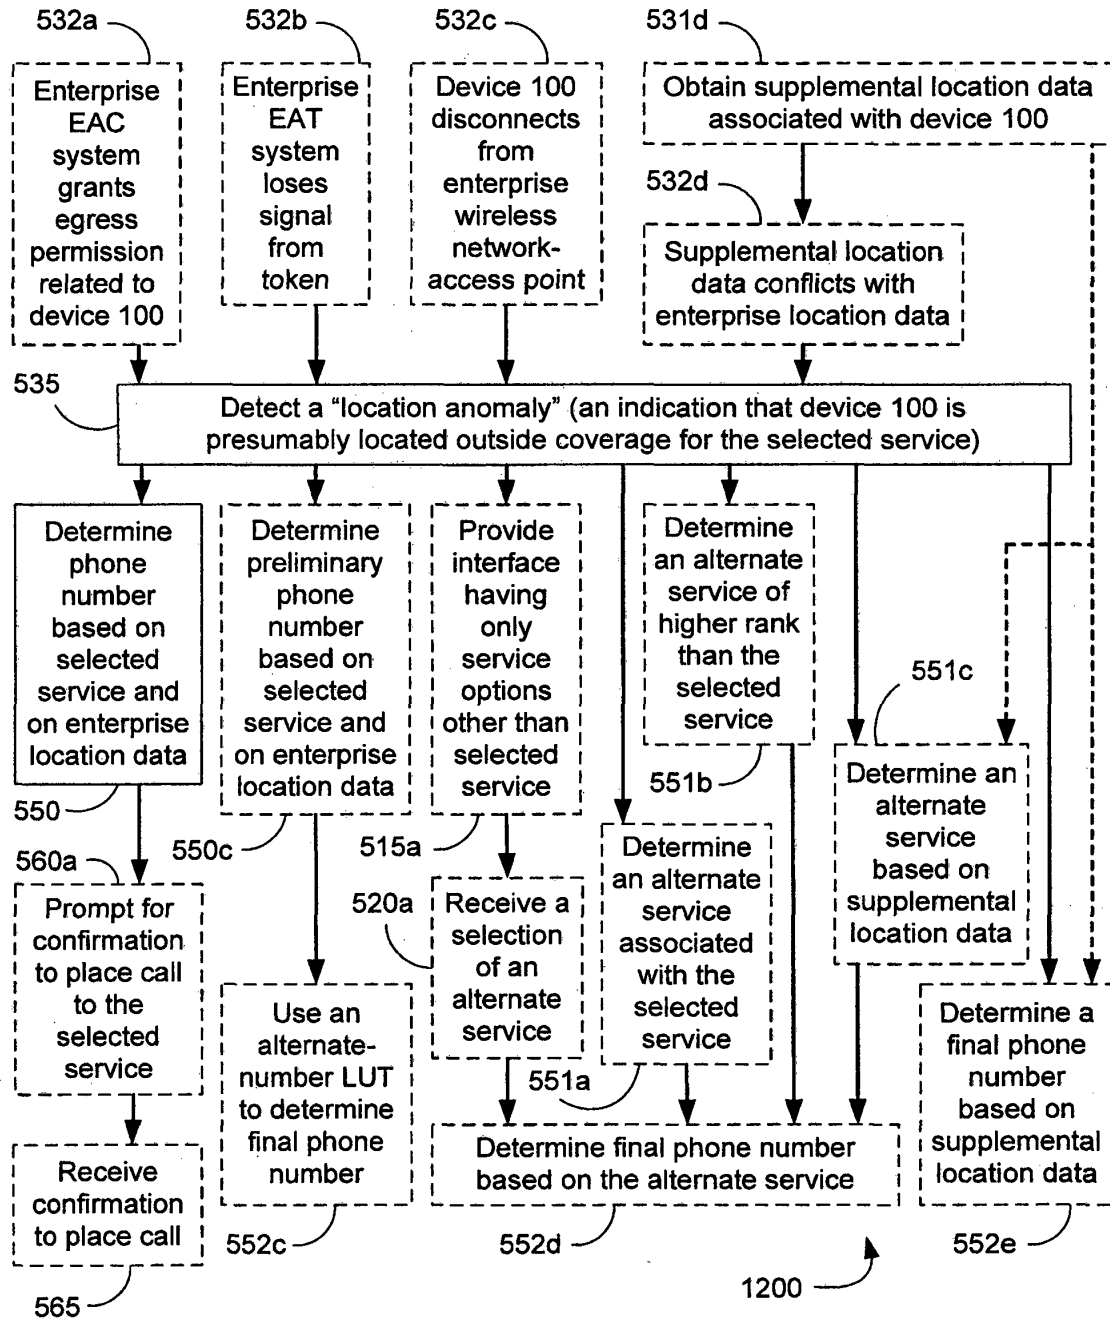 532a
532b
532c
531d
Enterprise
EAC
system
grants
egress
permission
related to
device 100
Enterprise
EAT
system
loses
signal
from
token
Device 100
disconnects
from
enterprise
wireless
network-
access point
Obtain supplemental location data
associated with device 100
532d
Supplemental location
data conflicts with
enterprise location data
535
Detect a “location anomaly” (an indication that device 100 is
presumably located outside coverage for the selected service)
Determine
phone
number
based on
selected
service and
on enterprise
location data
550
Determine
preliminary
phone
number
based on
selected
service and
on enterprise
location data
550c
Provide
interface
having
only
service
options
other than
selected
service
515a
Determine
an alternate
service of
higher rank
than the
selected
service
551b
551c
Determine an
alternate
service
based on
supplemental
location data
560a
Prompt for
confirmation
to place call
to the
selected
service
520a
Receive a
selection
of an
alternate
service
Determine
an alternate
service
associated
with the
selected
service
551a
Use an
alternate-
number LUT
to determine
final phone
number
552c
Determine a
final phone
number
based on
supplemental
location data
552e
Receive
confirmation
to place call
565
Determine final phone number
based on the alternate service
552d
1200